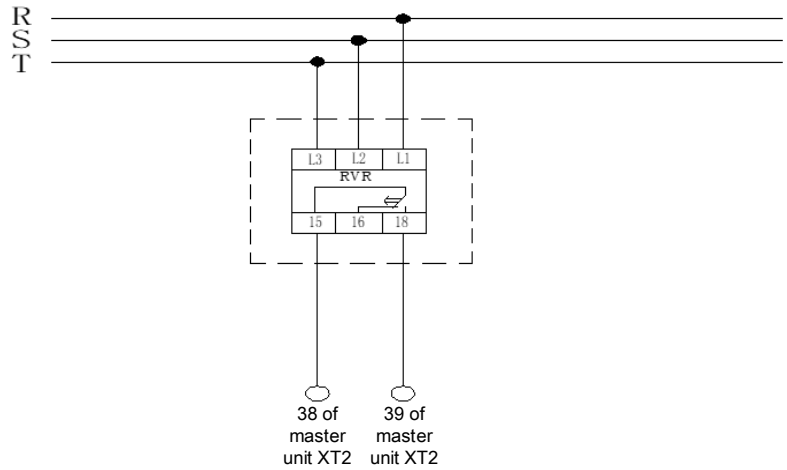 R
S
T
L3 L2 L1
RVR
15 16 18
38 of
master
unit XT2
39 of
master
unit XT2